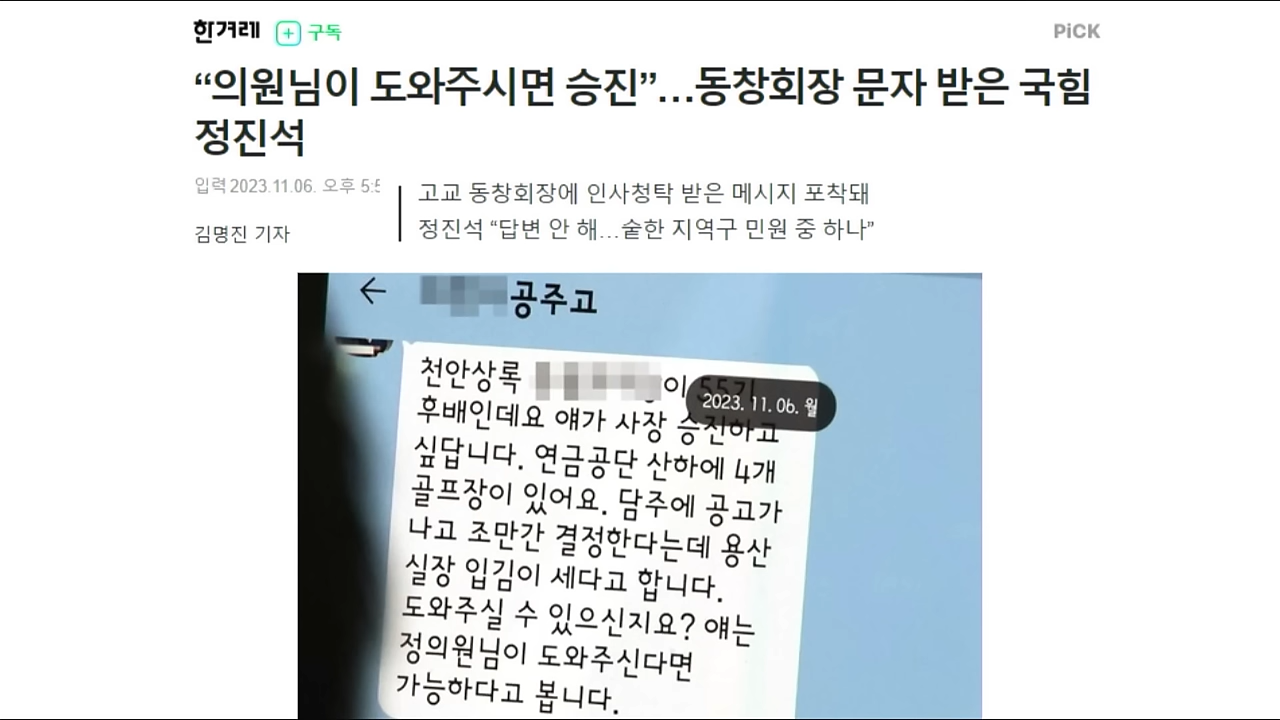 한겨레 구독 PiCK
“의원님이 도와주시면 승진”…동창회장 문자 받은 국힘
정진석
입력 2023.11.06. 오후 5:5
고교 동창회장에 인사청탁 받은 메시지 포착돼
정진석 “답변 안 해…숱한 지역구 민원 중 하나”
김명진 기자
공주고
천안상록 이 55기
2023. 11. 06. 월
후배인데요 얘가 사장 승진하고
싶답니다. 연금공단 산하에 4개
골프장이 있어요. 담주에 공고가
나고 조만간 결정한다는데 용산
실장 입김이 세다고 합니다.
도와주실 수 있으신지요? 얘는
정의원님이 도와주신다면
가능하다고 봅니다.